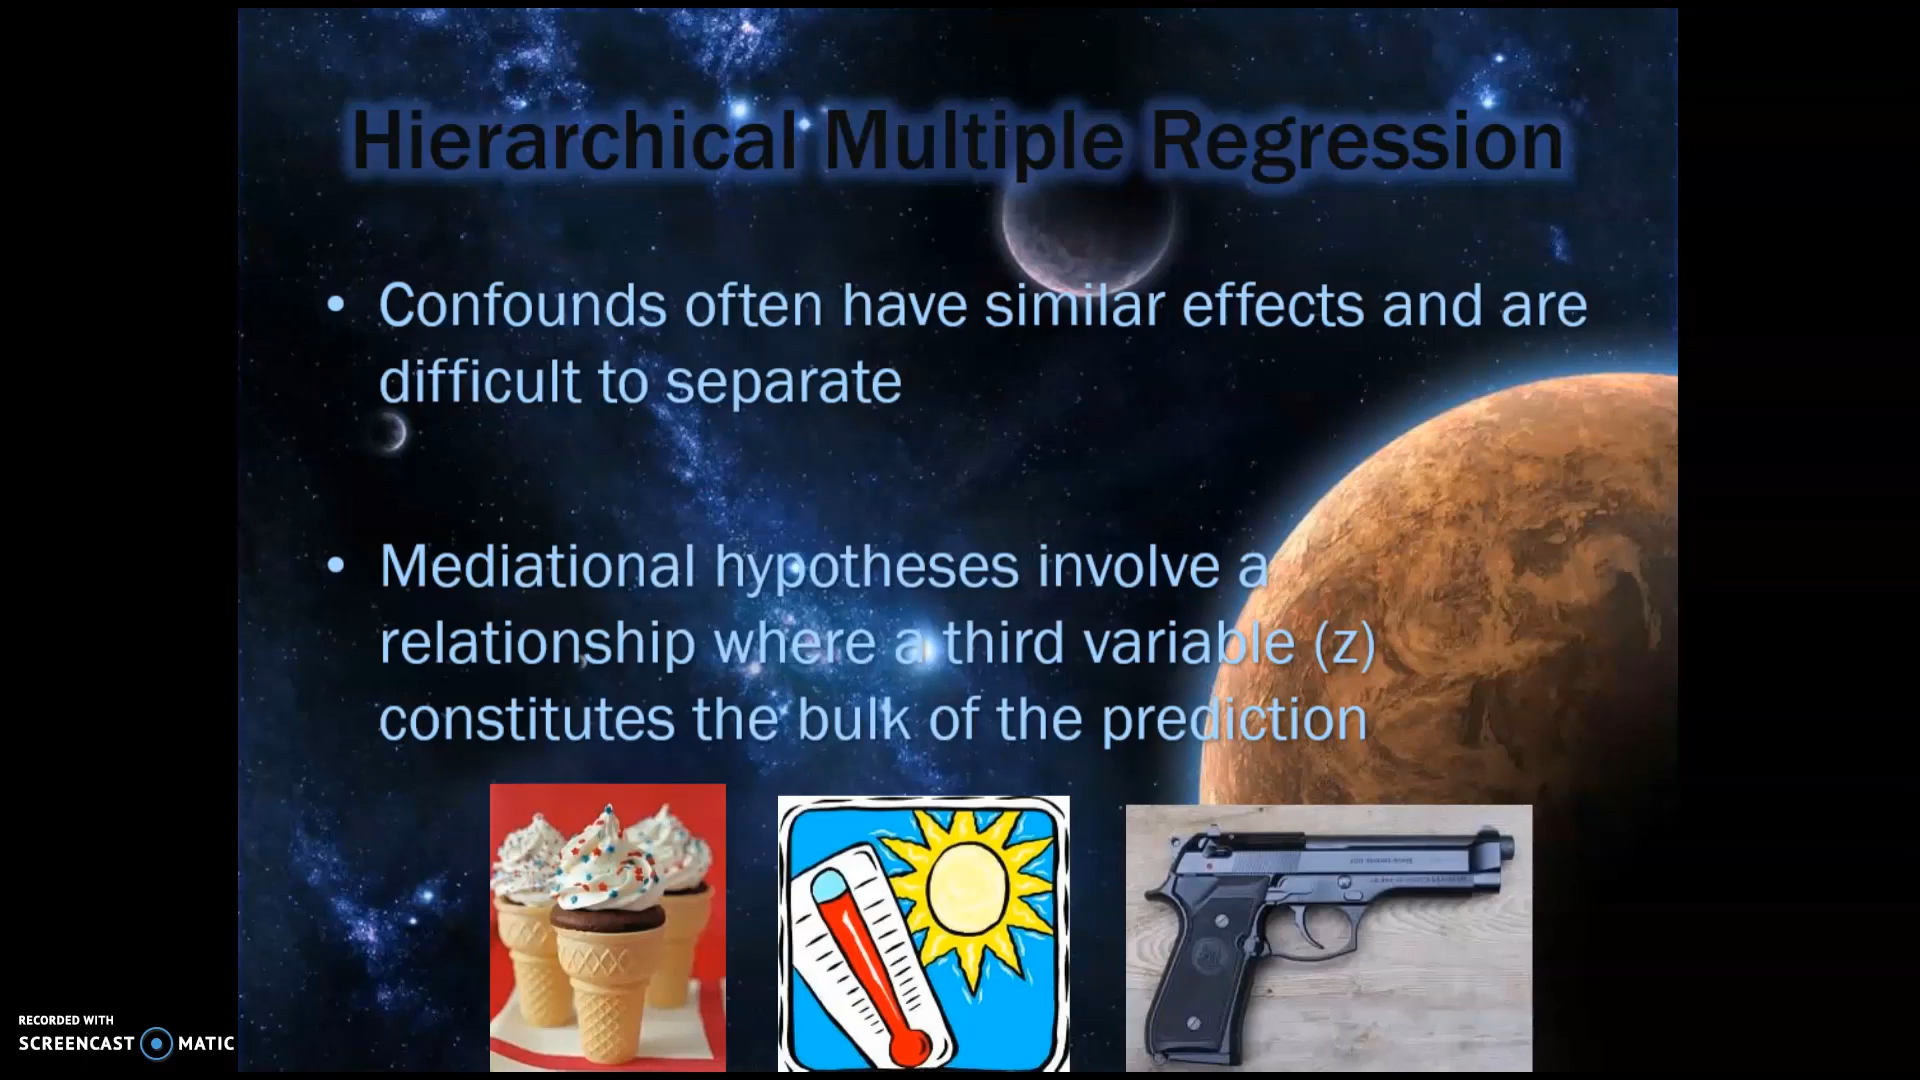 Hierarchical Multiple Regression
• Confounds often have similar effects and are
difficult to separate
• Mediational hypotheses involve a
relationship where a third variable (z)
constitutes the bulk of the prediction
RECORDED WITH
SCREENCAST MATIC